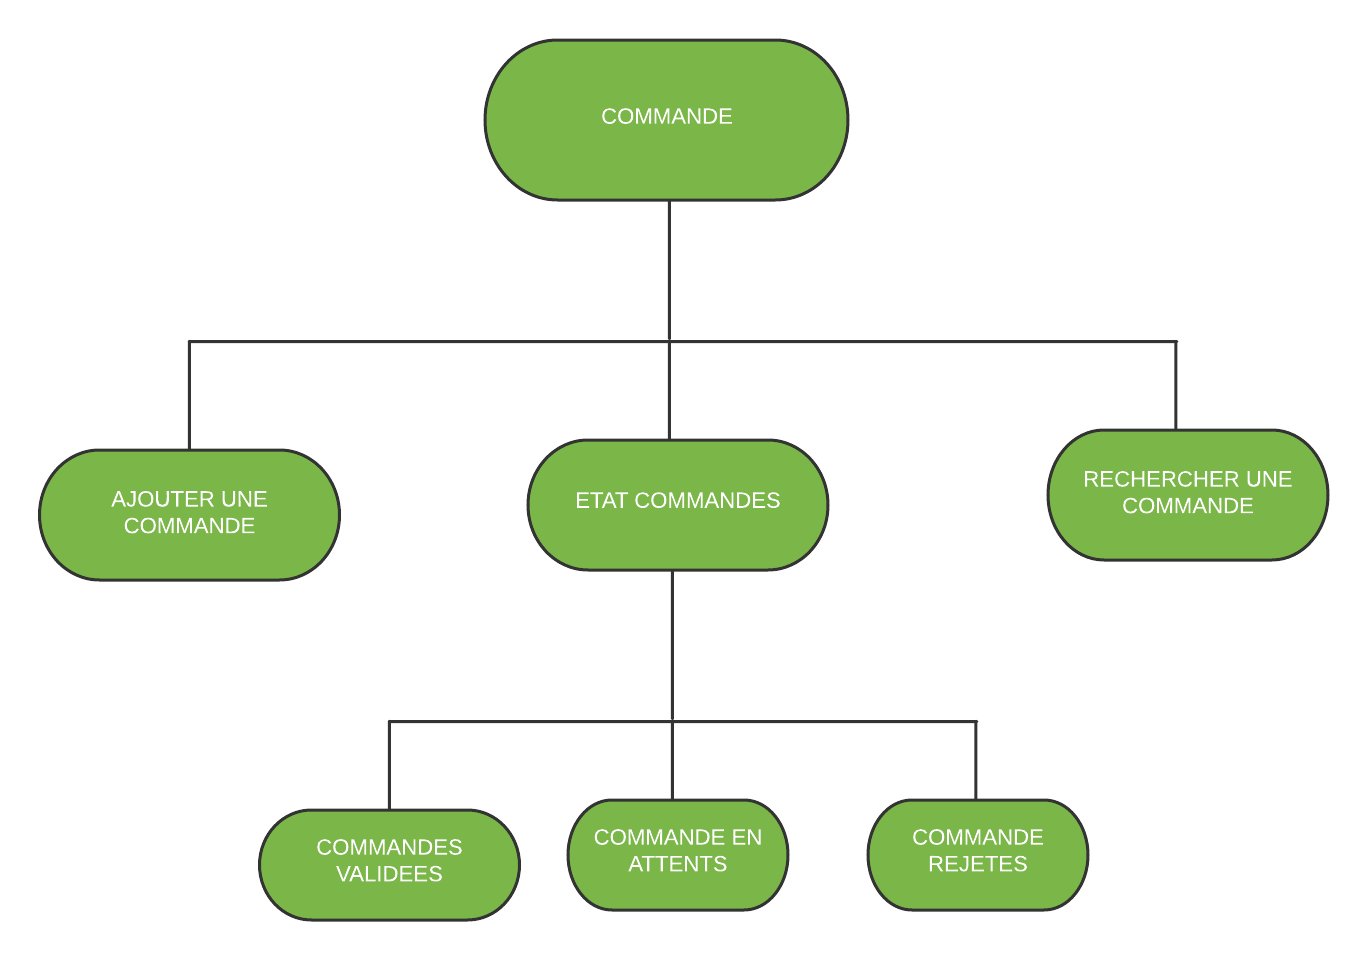 COMMANDE
AJOUTER UNE
COMMANDE
ETAT COMMANDES
RECHERCHER UNE
COMMANDE
COMMANDES
VALIDEES
COMMANDE EN
ATTENTS
COMMANDE
REJETES